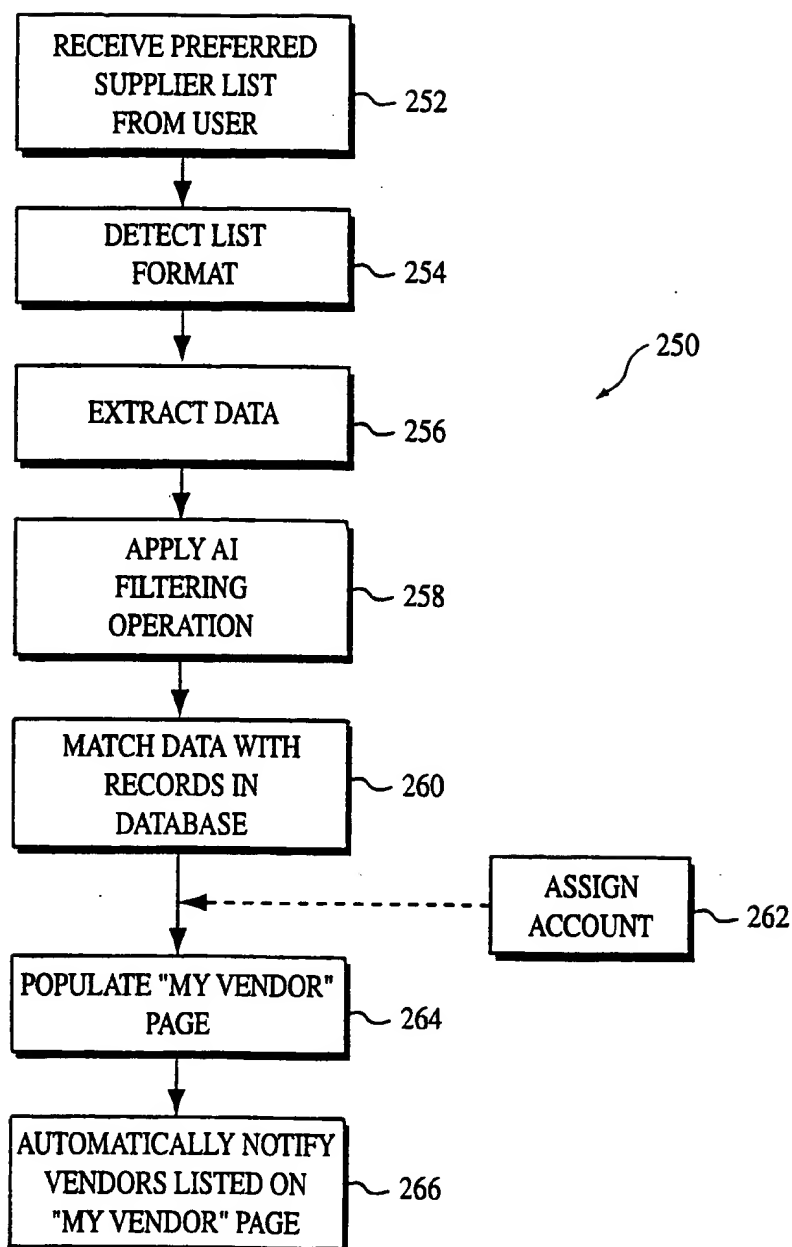 RECEIVE PREFERRED
SUPPLIER LIST
FROM USER
252
DETECT LIST
FORMAT
254
250
EXTRACT DATA
256
APPLY AI
FILTERING
OPERATION
258
MATCH DATA WITH
RECORDS IN
DATABASE
260
ASSIGN
ACCOUNT
262
POPULATE "MY VENDOR"
PAGE
264
AUTOMATICALLY NOTIFY
VENDORS LISTED ON
"MY VENDOR" PAGE
266